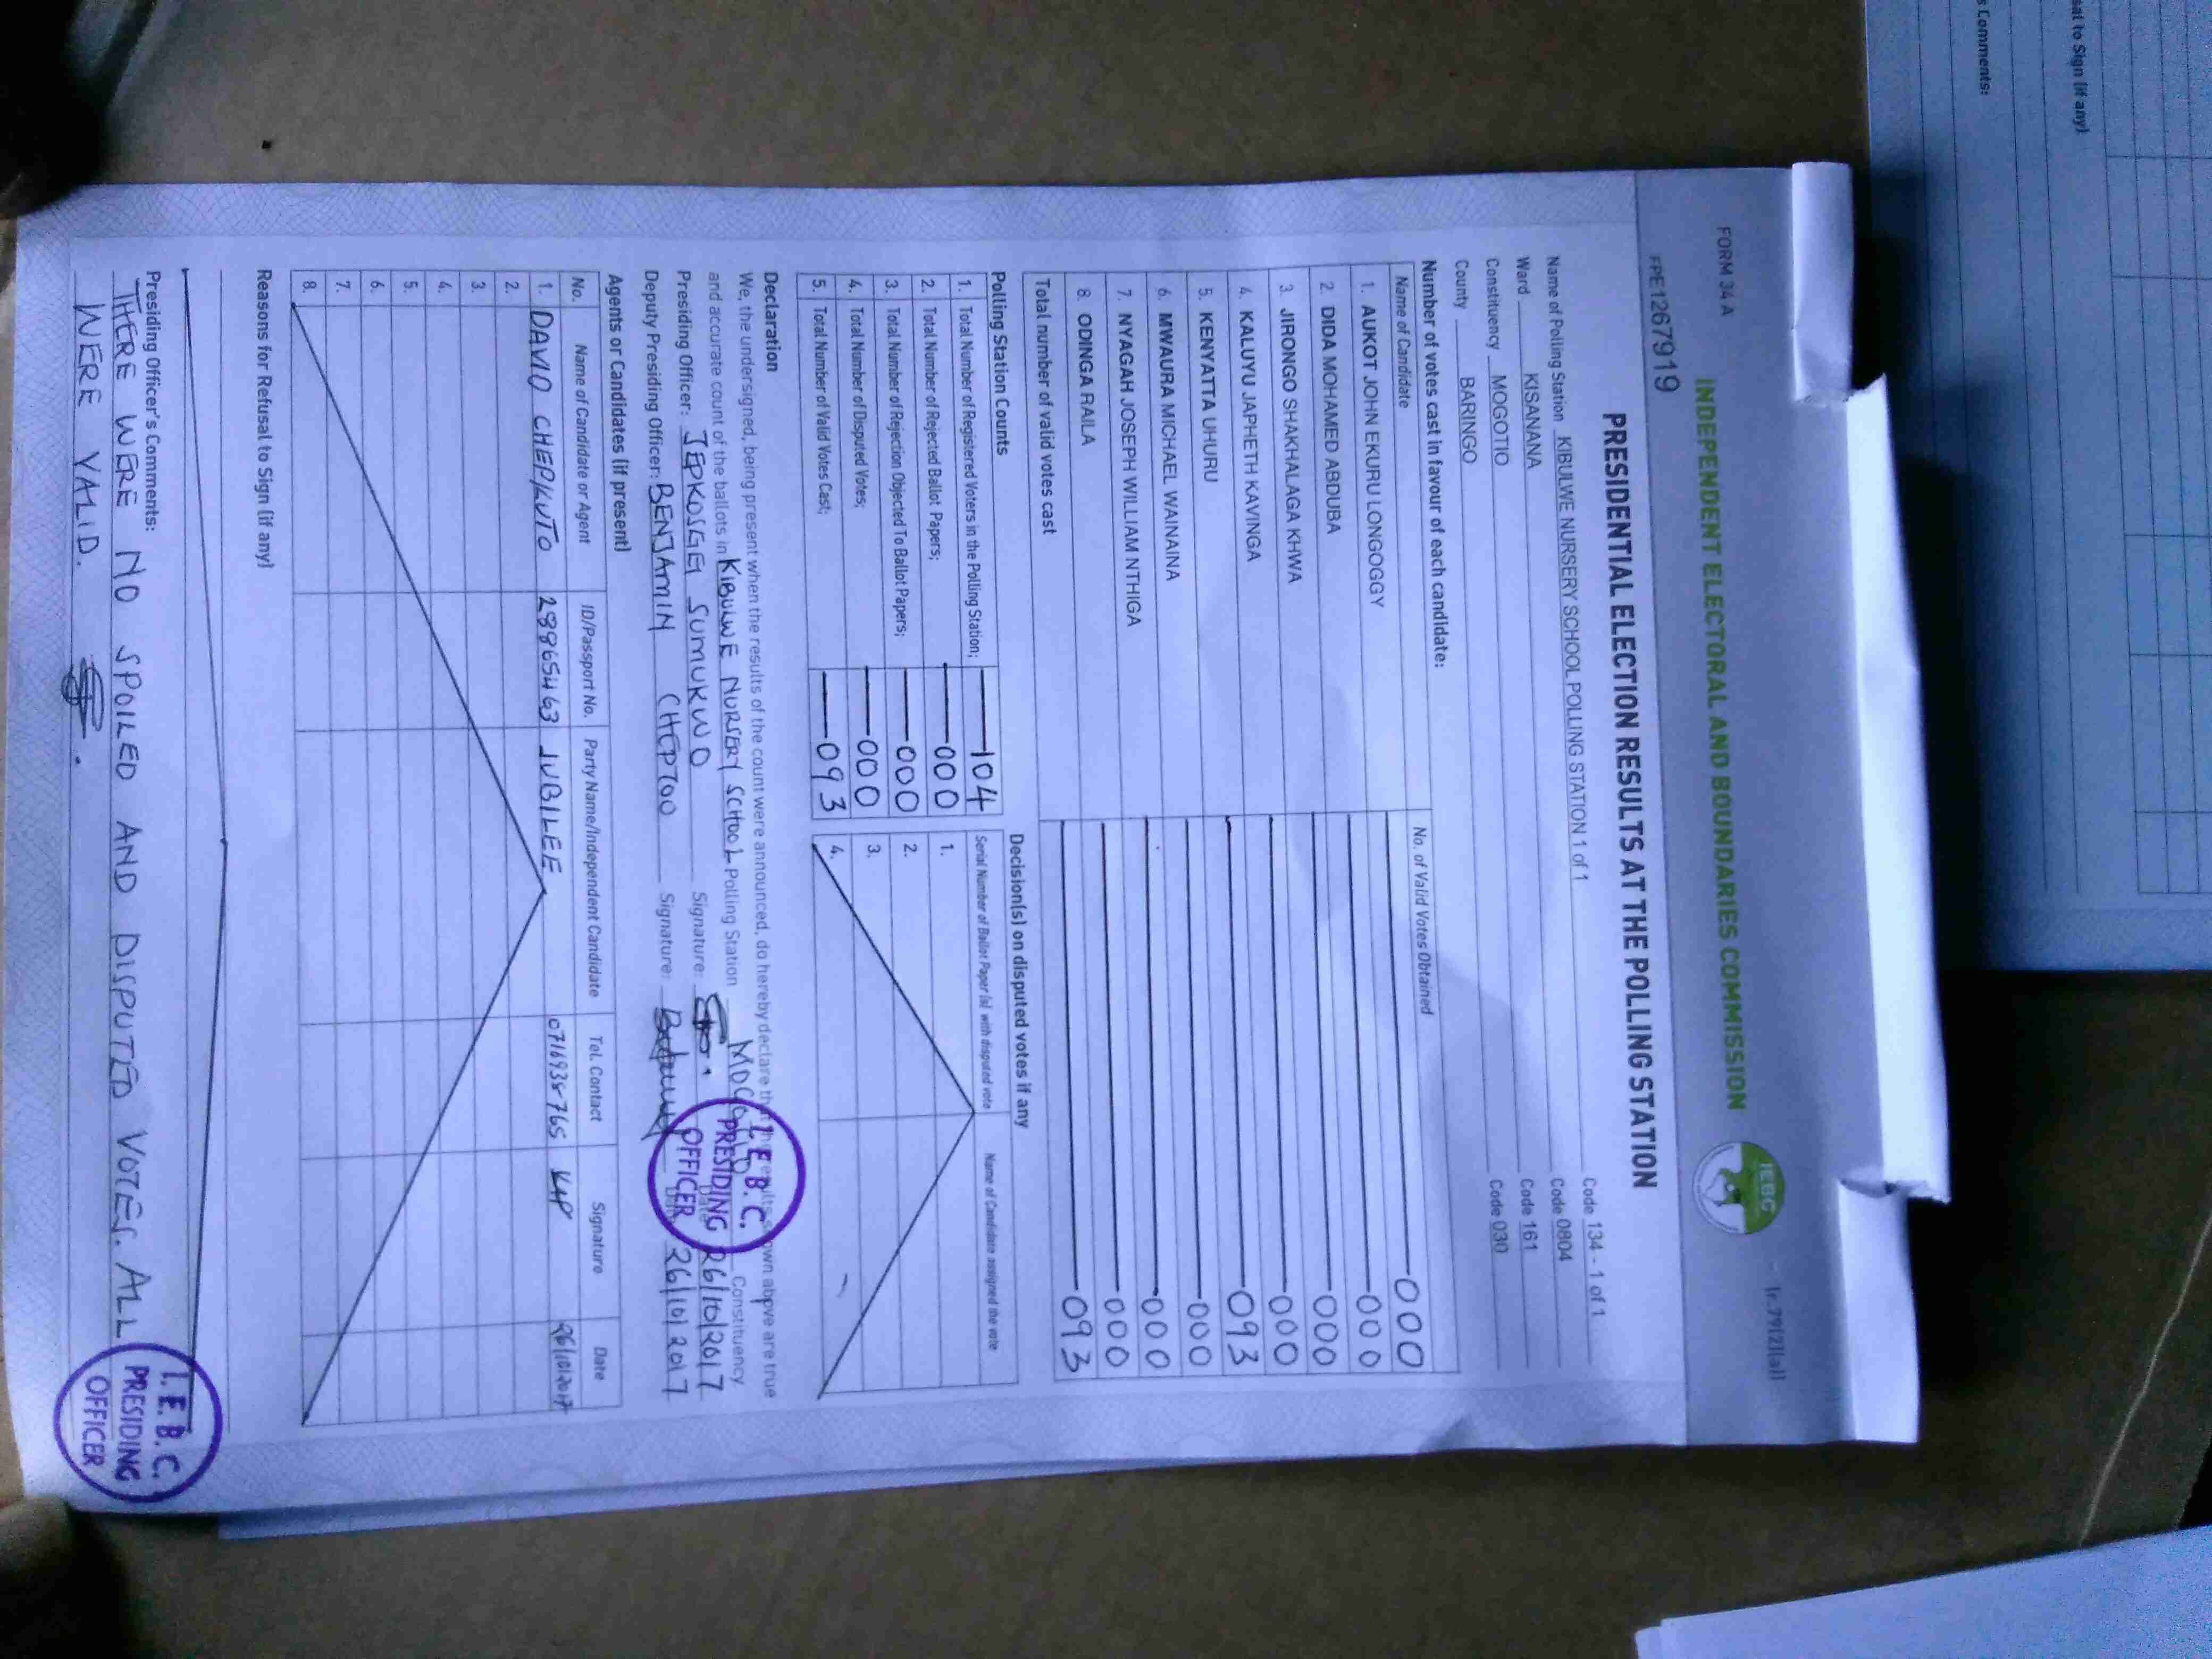 sat to Sign (if any)
s Comments:
FORM 34 A
INDEPENDENT ELECTORAL AND BOUNDARIES COMMISSION
IEBC
(r.79(2)(a))
FPE1267919
PRESIDENTIAL ELECTION RESULTS AT THE POLLING STATION
Name of Polling Station KIBULWE NURSERY SCHOOL POLLING STATION 1 of 1 Code 134 - 1 of 1
Ward KISANANA Code 0804
Constituency MOGOTIO Code 161
County BARINGO Code 030
Number of votes cast in favour of each candidate:
Name of Candidate No. of Valid Votes Obtained
1. AUKOT JOHN EKURU LONGOGGY 000
2. DIDA MOHAMED ABDUBA 000
3. JIRONGO SHAKHALAGA KHWA 000
4. KALUYU JAPHETH KAVINGA 000
5. KENYATTA UHURU 093
6. MWAURA MICHAEL WAINAINA 000
7. NYAGAH JOSEPH WILLIAM NTHIGA 000
8. ODINGA RAILA 000
Total number of valid votes cast 093
Polling Station Counts
1. Total Number of Registered Voters in the Polling Station; 104
2. Total Number of Rejected Ballot Papers; 000
3. Total Number of Rejection Objected To Ballot Papers; 000
4. Total Number of Disputed Votes; 000
5. Total Number of Valid Votes Cast; 093
Decision(s) on disputed votes if any
Serial Number of Ballot Paper (s) with disputed vote Name of Candidate assigned the vote
1.
2.
3.
4.
Declaration
We, the undersigned, being present when the results of the count were announced, do hereby declare that the results shown above are true
and accurate count of the ballots in KIBULWE NURSERY SCHOOL Polling Station Constituency
Presiding Officer: JEPKOSGEI SUMUKWO Signature: Date 26/10/2017
Deputy Presiding Officer: BENJAMIN CHEPTOO Signature: Date 26/10/2017
I.E.B.C.
PRESIDING
OFFICER
Agents or Candidates (if present)
No. Name of Candidate or Agent ID/Passport No. Party Name/Independent Candidate Tel. Contact Signature Date
1. DAVID CHEPKUTO 28865463 JUBILEE 0716938765 26/10/2017
2.
3.
4.
5.
6.
7.
8.
Reasons for Refusal to Sign (if any)
Presiding Officer's Comments:
THERE WERE NO SPOILED AND DISPUTED VOTES. ALL
WERE VALID.
I.E.B.C.
PRESIDING
OFFICER